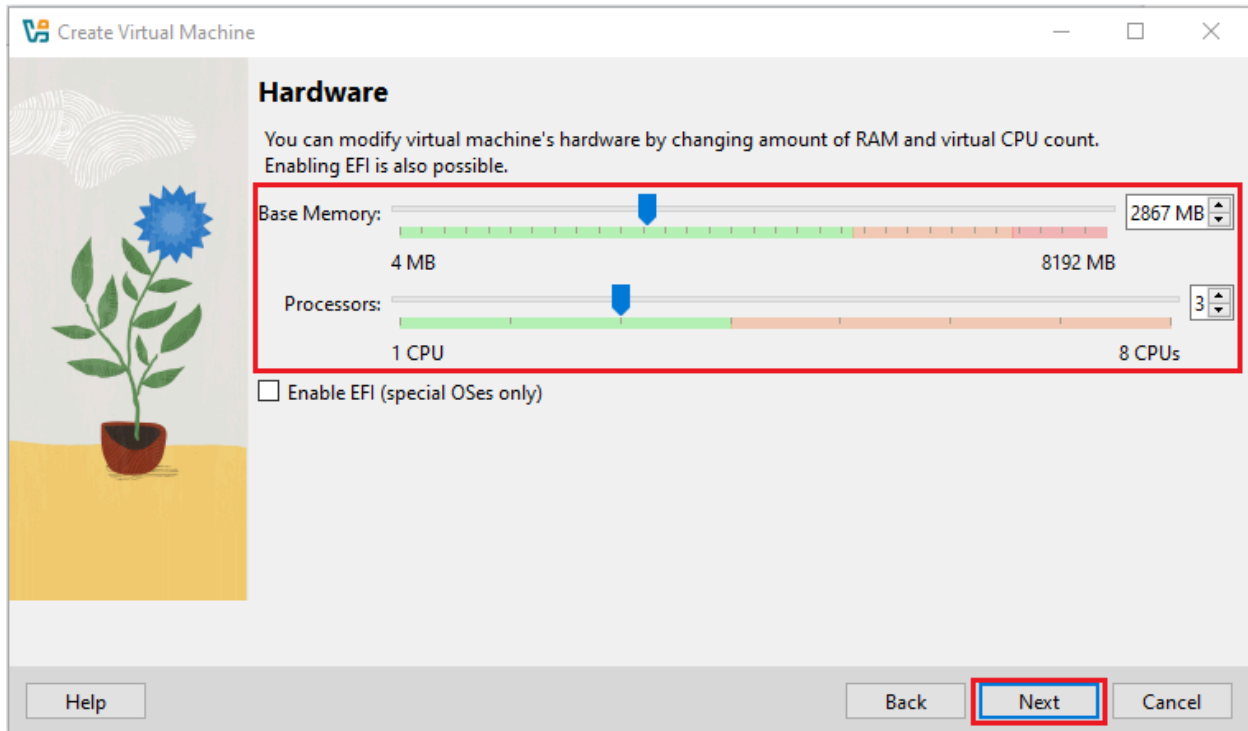 Create Virtual Machine
Hardware
You can modify virtual machine's hardware by changing amount of RAM and virtual CPU count.
Enabling EFI is also possible.
Base Memory: 2867 MB
4 MB 8192 MB
Processors: 3
1 CPU 8 CPUs
Enable EFI (special OSes only)
Help Back Next Cancel